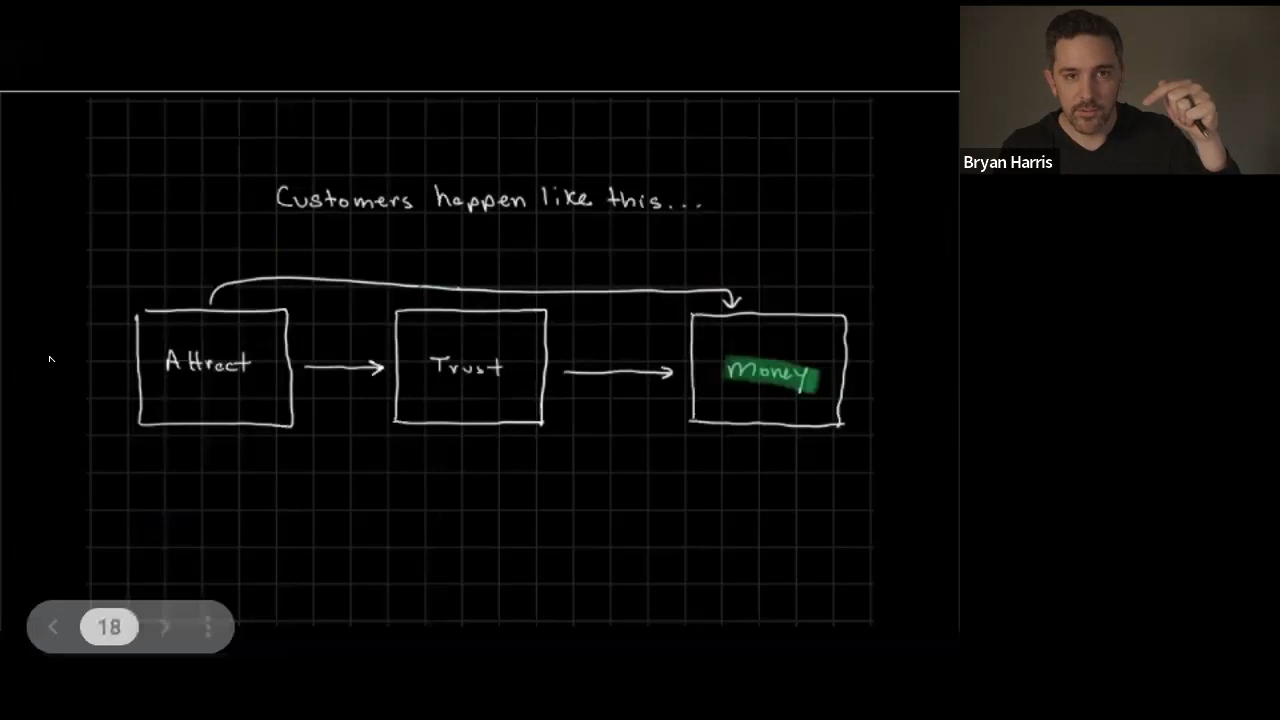 Bryan Harris
Customers happen like this...
Attract
Trust
Money
18